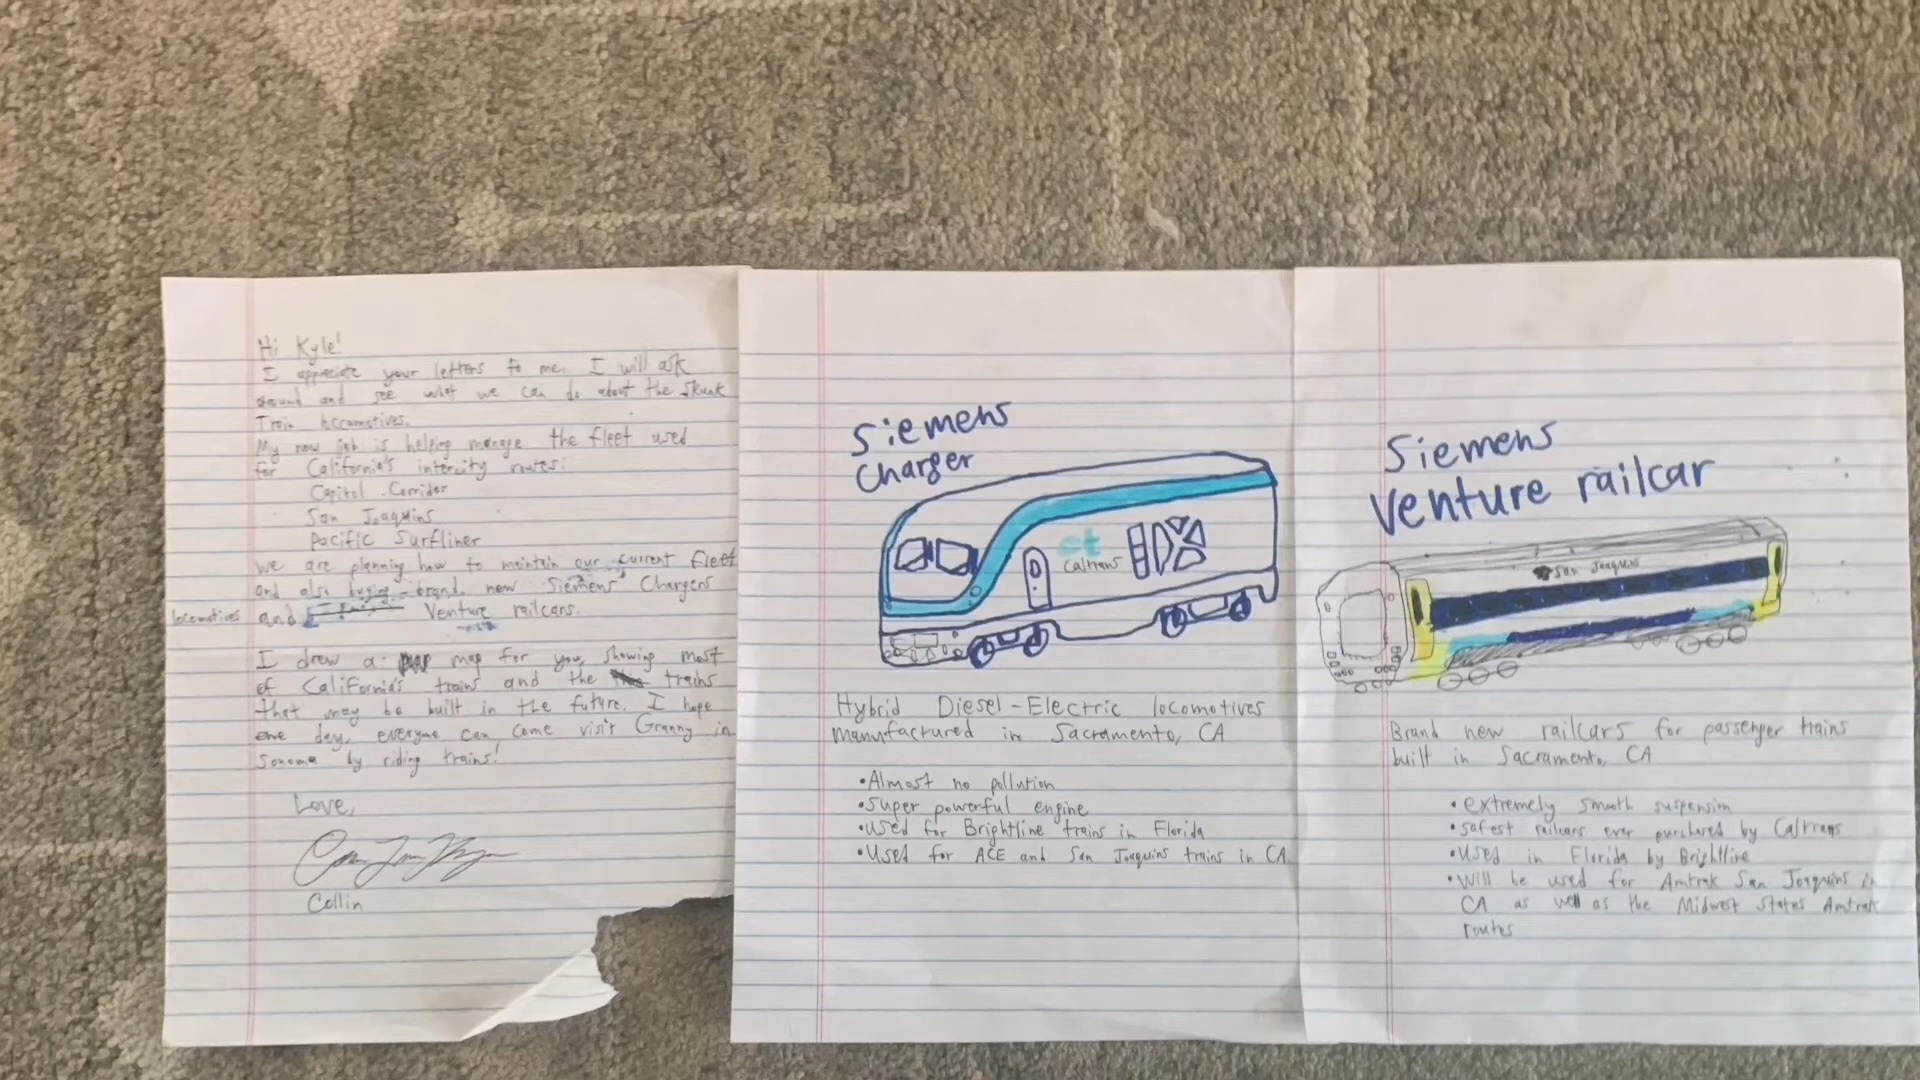 Hi Kyle!
I appreciate your letters to me. I will ask
around and see what we can do about the Skunk
Train locomotives.
My new job is helping manage the fleet used
for California's intercity routes:
Capitol Corridor
San Joaquins
Pacific Surfliner
We are planning how to maintain our current fleet
and also buying brand new Siemens Chargers
locomotives and Venture railcars.
I drew a map for you, showing most
of California's trains and the trains
that may be built in the future. I hope
one day, everyone can come visit Granny in
Sonoma by riding trains!
Love,
Collin
Siemens
Charger
ct
Caltrans
Hybrid Diesel-Electric locomotives
manufactured in Sacramento, CA
•Almost no pollution
•Super powerful engine
•Used for Brightline trains in Florida
•Used for ACE and San Joaquins trains in CA
Siemens
Venture railcar
San Joaquins
Brand new railcars for passenger trains
built in Sacramento, CA
•extremely smooth suspension
•safest railcars ever purchased by Caltrans
•Used in Florida by Brightline
•Will be used for Amtrak San Joaquins in
CA as well as the Midwest States Amtrak
routes